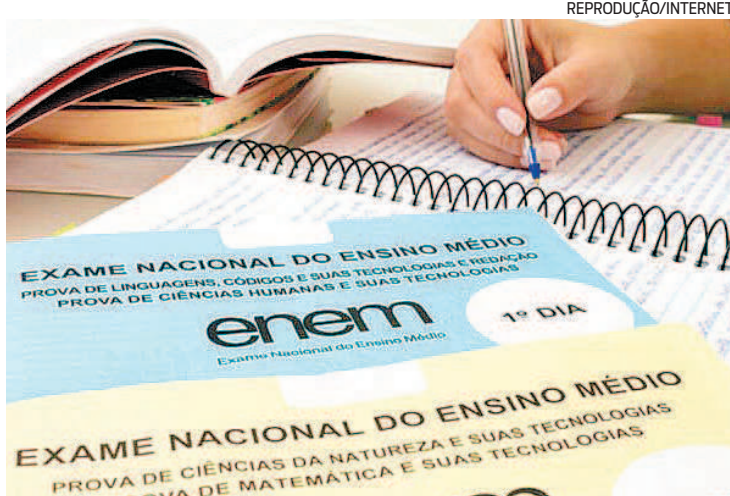 REPRODUÇÃO/INTERNET
EXAME NACIONAL DO ENSINO MÉDIO
PROVA DE LINGUAGENS, CÓDIGOS E SUAS TECNOLOGIAS E REDAÇÃO
PROVA DE CIÊNCIAS HUMANAS E SUAS TECNOLOGIAS
enem
Exame Nacional do Ensino Médio
1º DIA
EXAME NACIONAL DO ENSINO MÉDIO
PROVA DE CIÊNCIAS DA NATUREZA E SUAS TECNOLOGIAS
DE MATEMÁTICA E SUAS TECNOLOGIAS